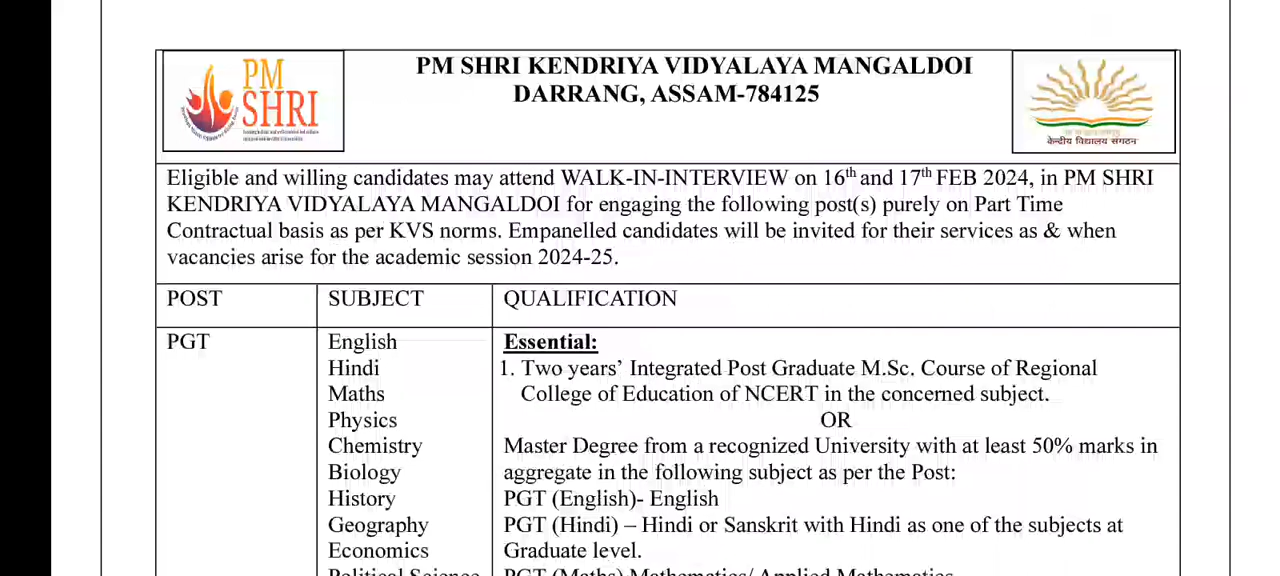 PM
SHRI
PM SHRI KENDRIYA VIDYALAYA MANGALDOI
DARRANG, ASSAM-784125
केन्द्रीय विद्यालय संगठन
Eligible and willing candidates may attend WALK-IN-INTERVIEW on 16th and 17th FEB 2024, in PM SHRI
KENDRIYA VIDYALAYA MANGALDOI for engaging the following post(s) purely on Part Time
Contractual basis as per KVS norms. Empanelled candidates will be invited for their services as & when
vacancies arise for the academic session 2024-25.
POST SUBJECT QUALIFICATION
PGT
English
Hindi
Maths
Physics
Chemistry
Biology
History
Geography
Economics
Political Science
Essential:
1. Two years’ Integrated Post Graduate M.Sc. Course of Regional
College of Education of NCERT in the concerned subject.
OR
Master Degree from a recognized University with at least 50% marks in
aggregate in the following subject as per the Post:
PGT (English)- English
PGT (Hindi) – Hindi or Sanskrit with Hindi as one of the subjects at
Graduate level.
PGT (Maths) Mathematics/ Applied Mathematics